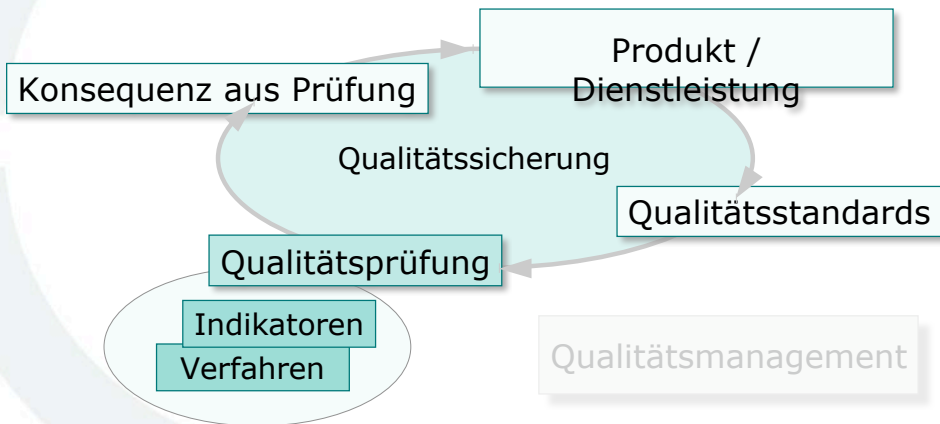 Produkt /
Dienstleistung
Konsequenz aus Prüfung
Qualitätssicherung
Qualitätsstandards
Qualitätsprüfung
Indikatoren
Verfahren
Qualitätsmanagement